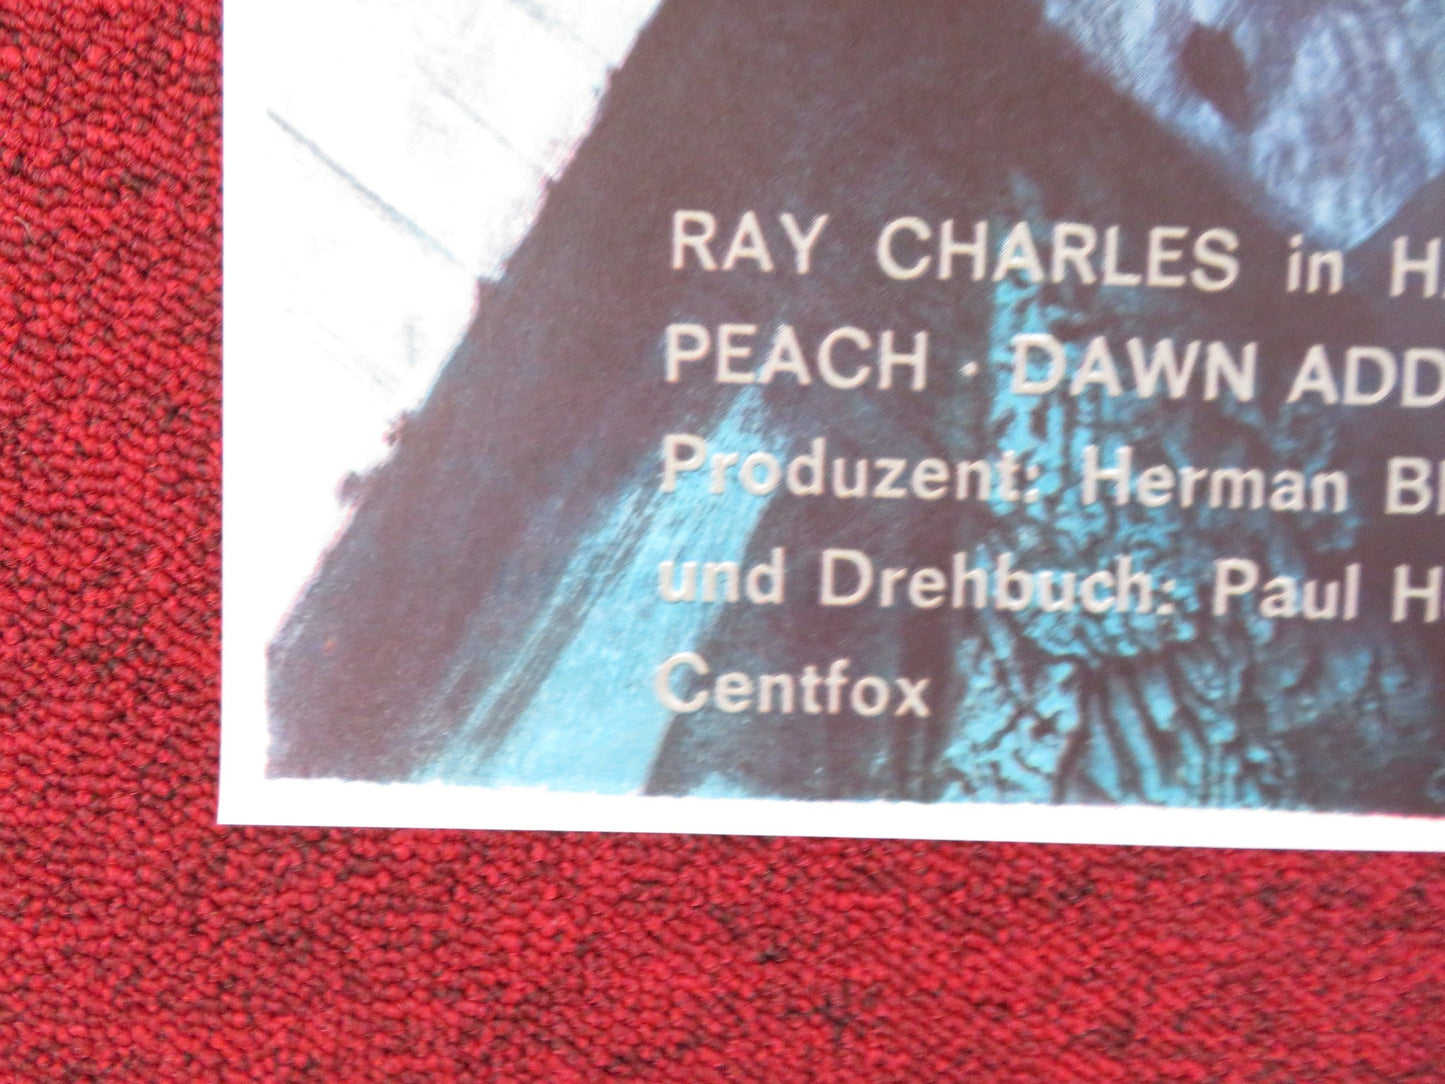 RAY CHARLES in
PEACH · DAWN
Produzent: Herman
und Drehbuch: Paul
Centfox